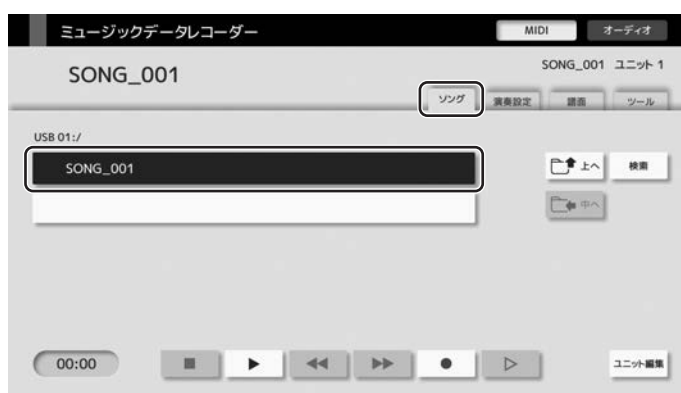 ミュージックデータレコーダー MIDI オーディオ
SONG_001 SONG_001 ユニット 1
ソング 演奏設定 譜面 ツール
USB 01:/
SONG_001 上へ 検索
中へ
00:00 ユニット編集